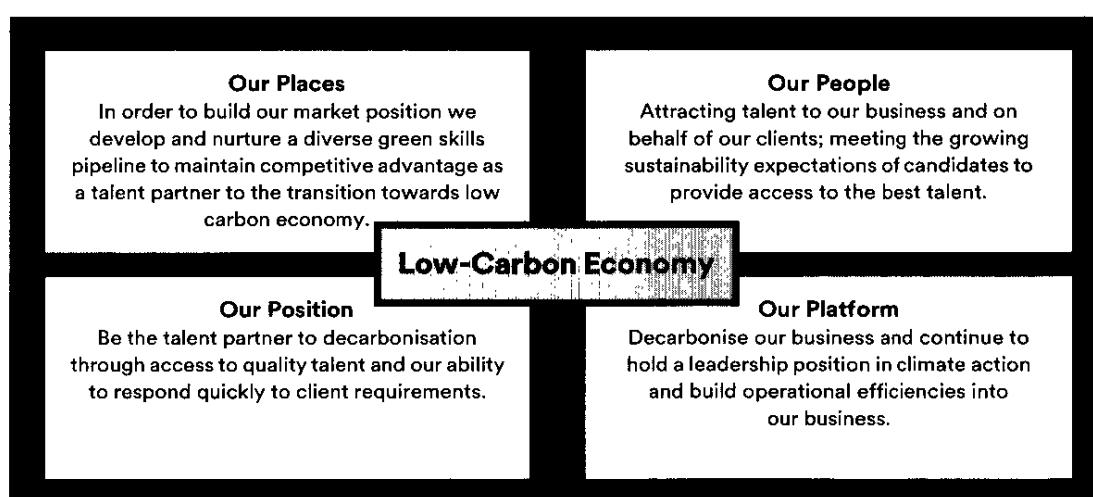 Our Places
In order to build our market position we
develop and nurture a diverse green skills
pipeline to maintain competitive advantage as
a talent partner to the transition towards low
carbon economy.
Our People
Attracting talent to our business and on
behalf of our clients; meeting the growing
sustainability expectations of candidates to
provide access to the best talent.
Low-Carbon Economy
Our Position
Be the talent partner to decarbonisation
through access to quality talent and our ability
to respond quickly to client requirements.
Our Platform
Decarbonise our business and continue to
hold a leadership position in climate action
and build operational efficiencies into
our business.